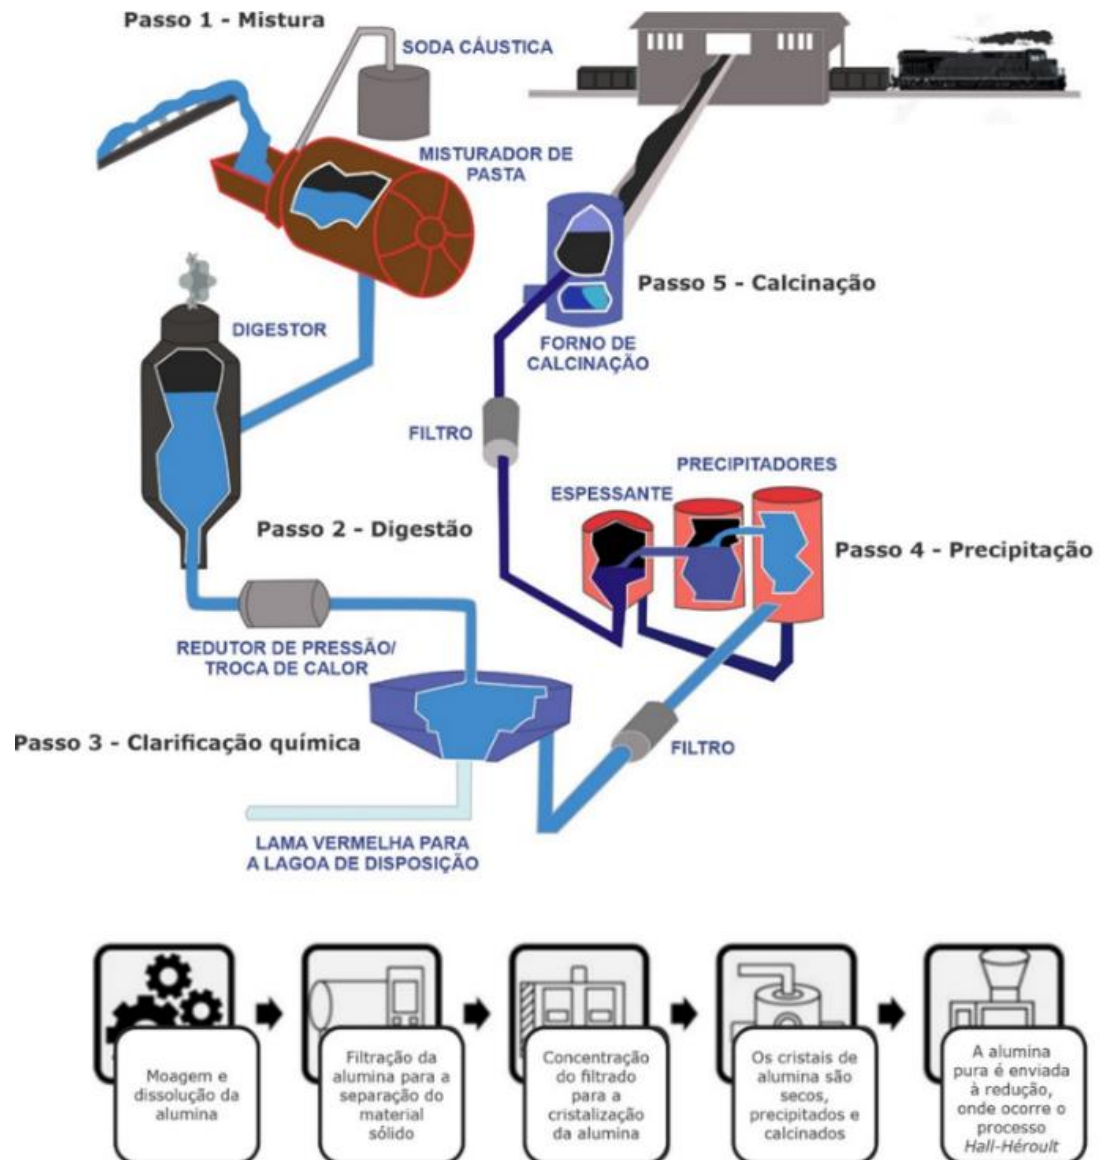 Passo 1 - Mistura
SODA CÁUSTICA
MISTURADOR DE
PASTA
DIGESTOR
Passo 5 - Calcinação
FORNO DE
CALCINAÇÃO
FILTRO
PRECIPITADORES
ESPESSANTE
Passo 2 - Digestão
Passo 4 - Precipitação
REDUTOR DE PRESSÃO/
TROCA DE CALOR
Passo 3 - Clarificação química
FILTRO
LAMA VERMELHA PARA
A LAGOA DE DISPOSIÇÃO
Moagem e
dissolução da
alumina
Filtração da
alumina para a
separação do
material
sólido
Concentração
do filtrado
para a
cristalização
da alumina
Os cristais de
alumina são
secos,
precipitados e
calcinados
A alumina
pura é enviada
à redução,
onde ocorre o
processo
Hall-Héroult